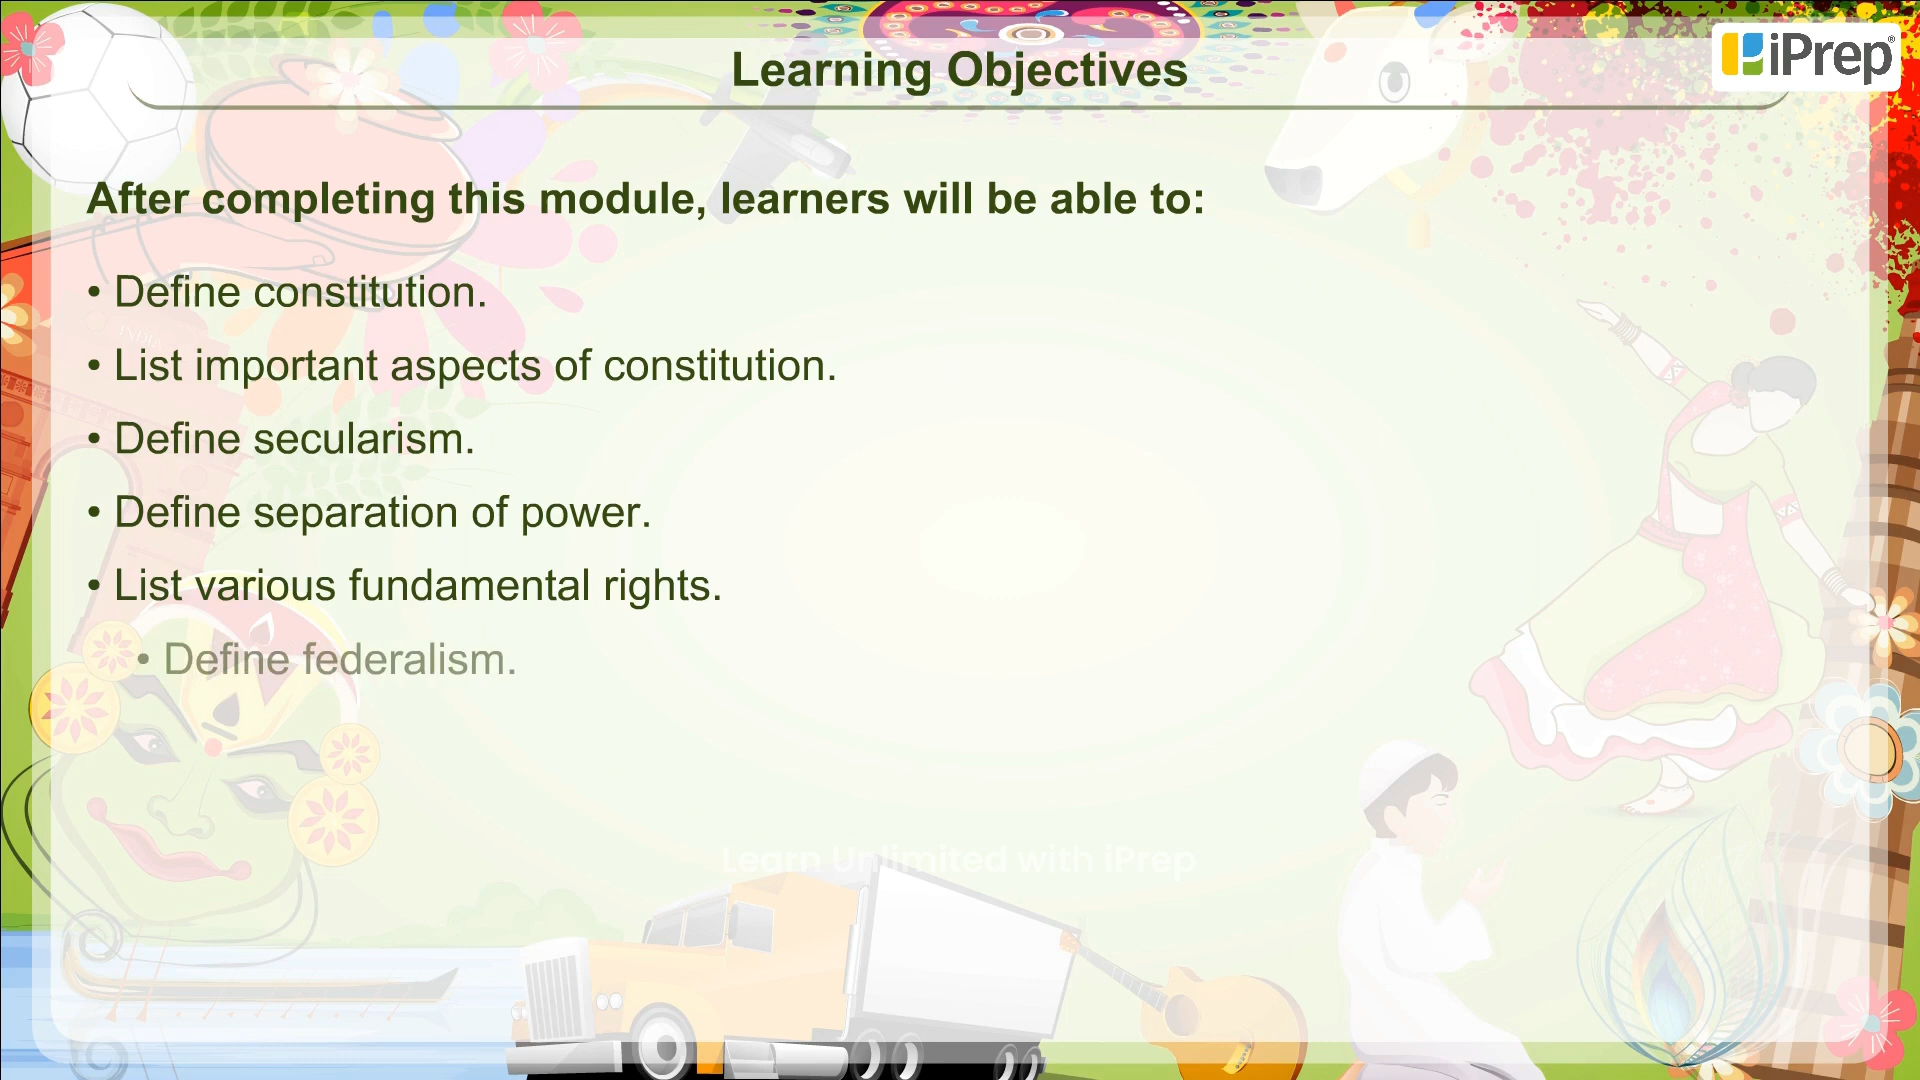 Learning Objectives
iPrep
After completing this module, learners will be able to:
• Define constitution.
• List important aspects of constitution.
• Define secularism.
• Define separation of power.
• List various fundamental rights.
• Define federalism.
Learn Unlimited with iPrep
INDIA